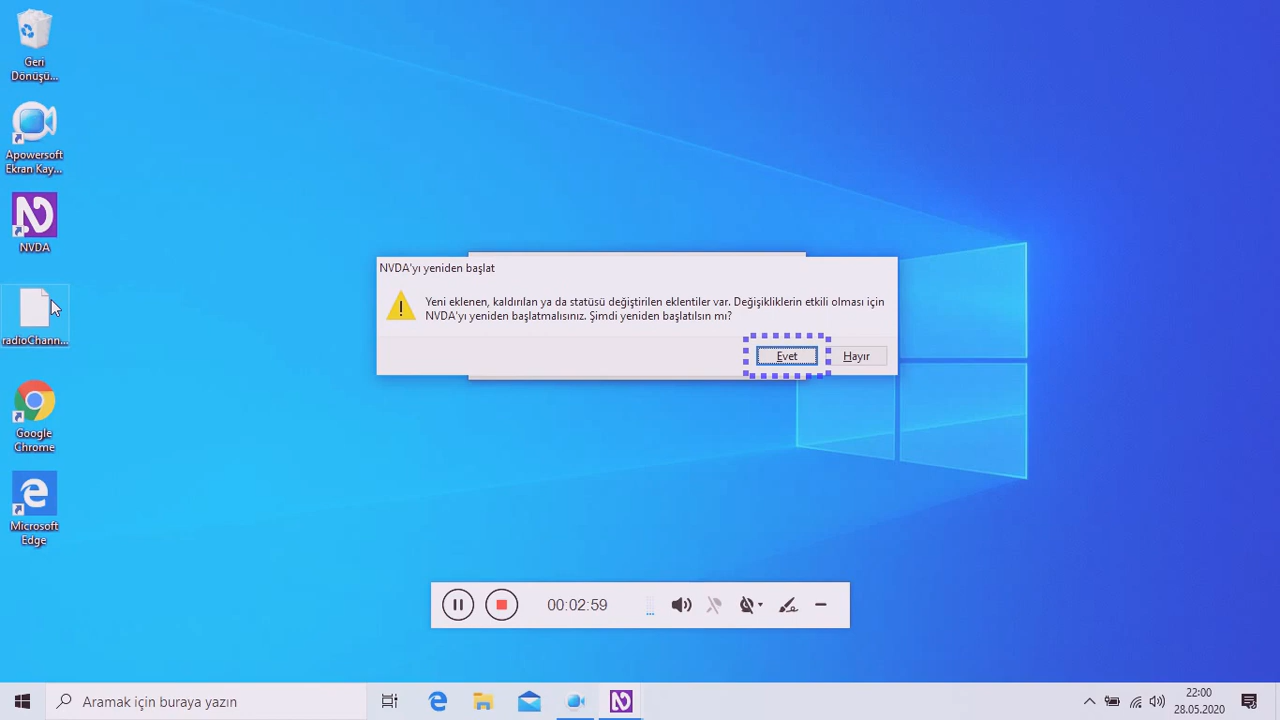 Geri
Dönüşü...
Apowersoft
Ekran Kay...
NVDA
radioChann...
Google
Chrome
Microsoft
Edge
NVDA'yı yeniden başlat
Yeni eklenen, kaldırılan ya da statüsü değiştirilen eklentiler var. Değişikliklerin etkili olması için
NVDA'yı yeniden başlatmalısınız. Şimdi yeniden başlatılsın mı?
Evet
Hayır
00:02:59
Aramak için buraya yazın
22:00
28.05.2020